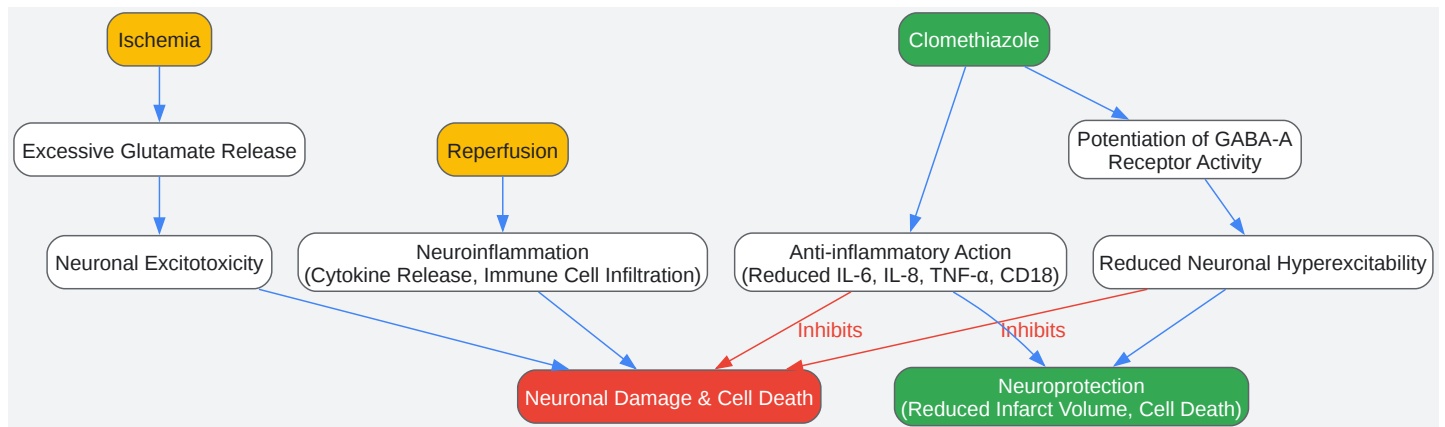 Ischemia
Clomethiazole
Excessive Glutamate Release
Reperfusion
Potentiation of GABA-A
Receptor Activity
Neuronal Excitotoxicity
Neuroinflammation
(Cytokine Release, Immune Cell Infiltration)
Anti-inflammatory Action
(Reduced IL-6, IL-8, TNF-α, CD18)
Reduced Neuronal Hyperexcitability
Inhibits
Inhibits
Neuronal Damage & Cell Death
Neuroprotection
(Reduced Infarct Volume, Cell Death)